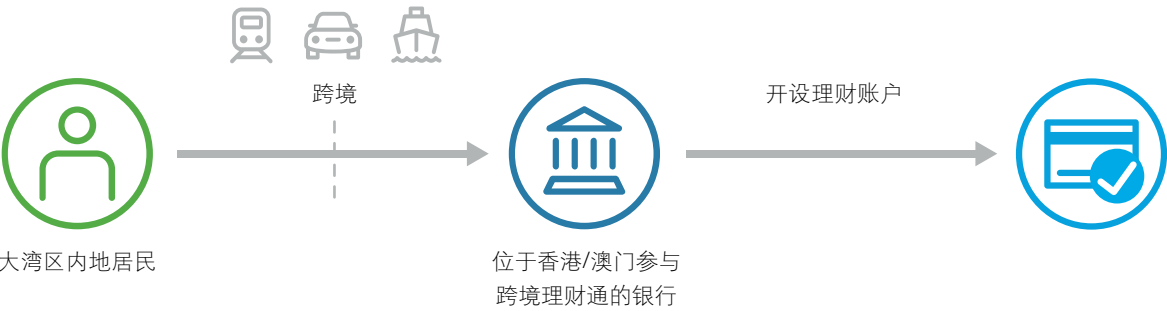 跨境
开设理财账户
大湾区内地居民
位于香港/澳门参与
跨境理财通的银行